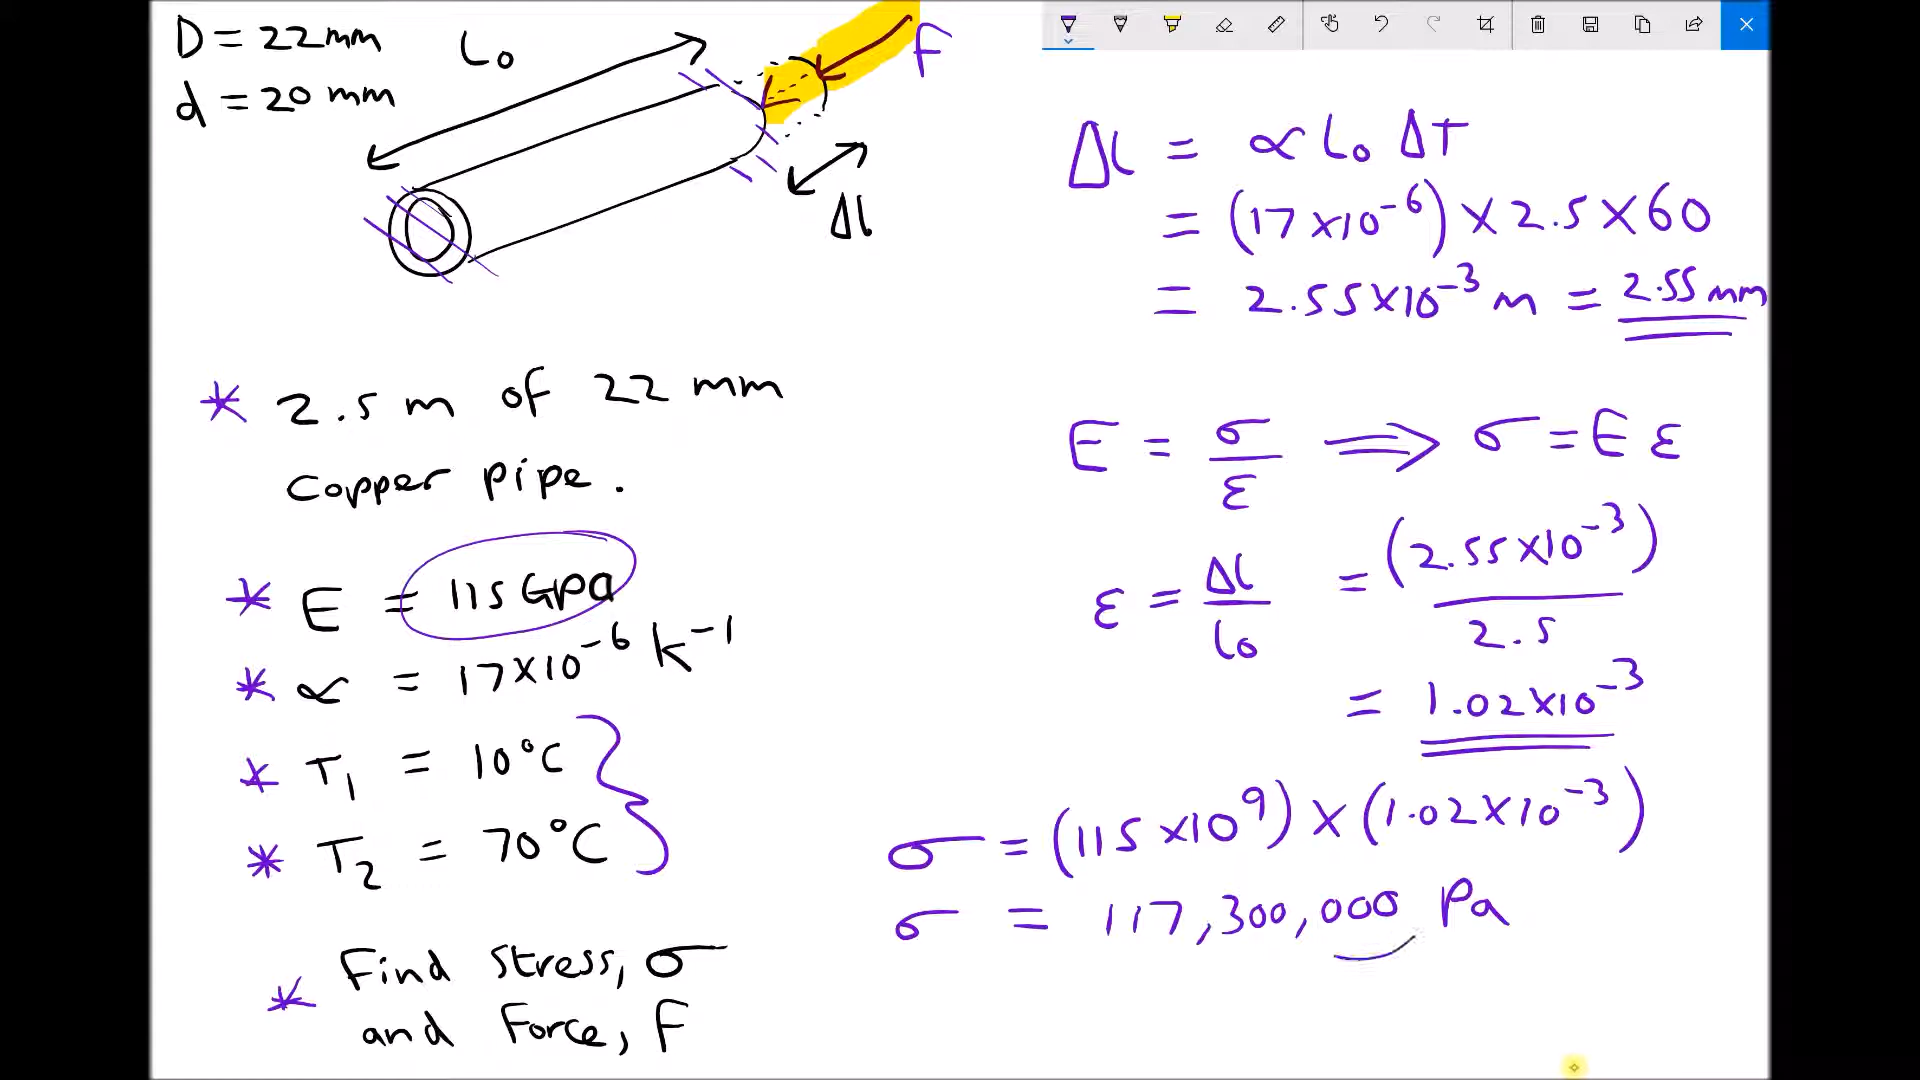 D = 22mm
d = 20 mm
L₀
F
Δl
* 2.5 m of 22 mm
copper pipe.
* E = 115 GPa
* α = 17×10⁻⁶ k⁻¹
* T₁ = 10°C
* T₂ = 70°C
* Find stress, σ
and Force, F
Δl = α L₀ ΔT
= (17×10⁻⁶) × 2.5 × 60
= 2.55×10⁻³ m = 2.55 mm
E = σ/ε ⟹ σ = E ε
ε = Δl/l₀ = (2.55×10⁻³)/2.5
= 1.02×10⁻³
σ = (115×10⁹) × (1.02×10⁻³)
σ = 117,300,000 Pa